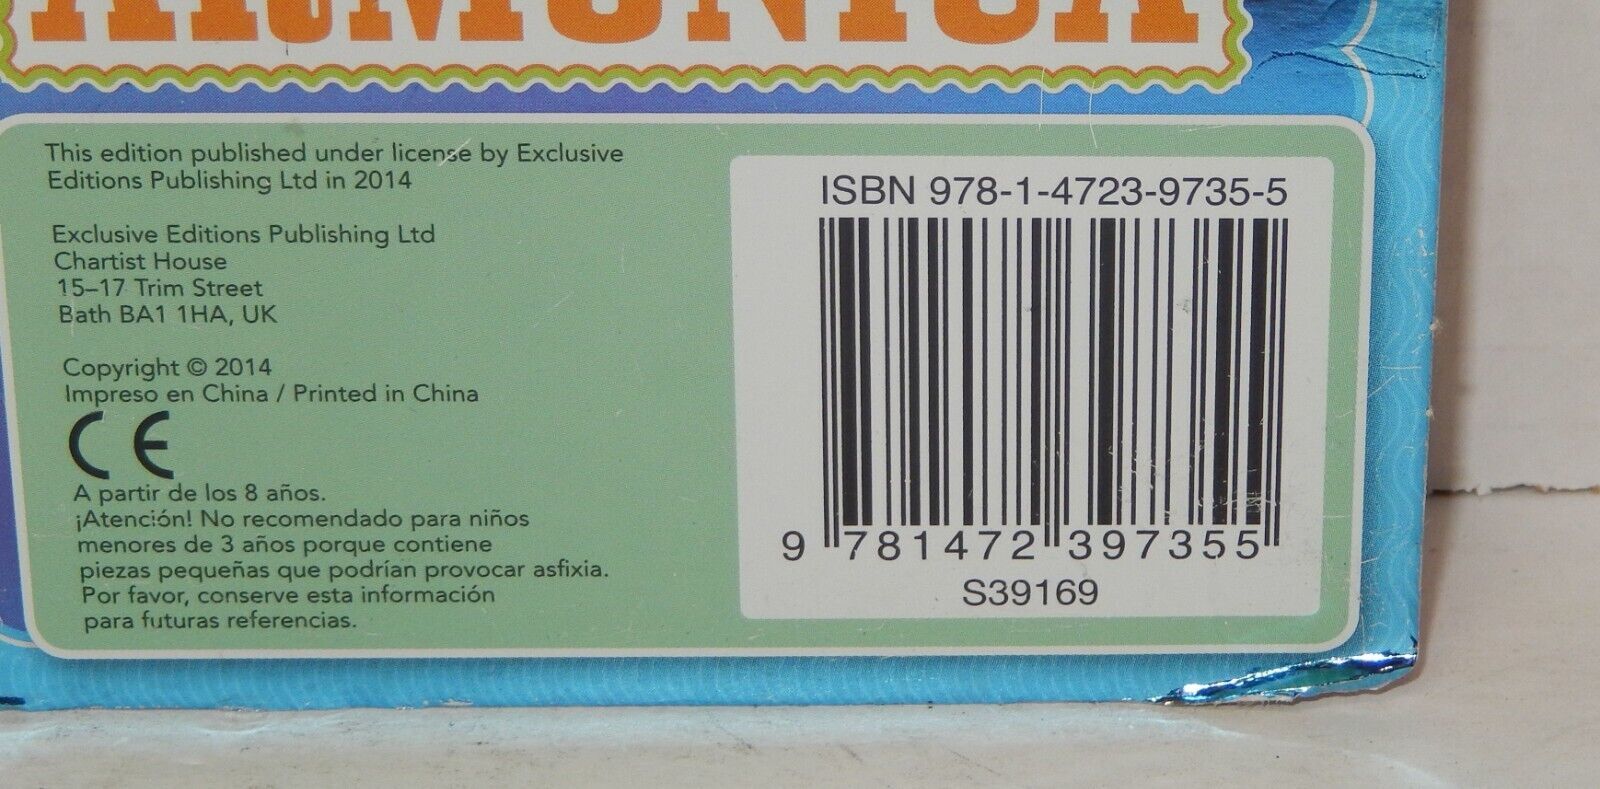 ARMÓNICA
This edition published under license by Exclusive
Editions Publishing Ltd in 2014
Exclusive Editions Publishing Ltd
Chartist House
15–17 Trim Street
Bath BA1 1HA, UK
Copyright © 2014
Impreso en China / Printed in China
CE
A partir de los 8 años.
¡Atención! No recomendado para niños
menores de 3 años porque contiene
piezas pequeñas que podrían provocar asfixia.
Por favor, conserve esta información
para futuras referencias.
ISBN 978-1-4723-9735-5
9 781472 397355
S39169